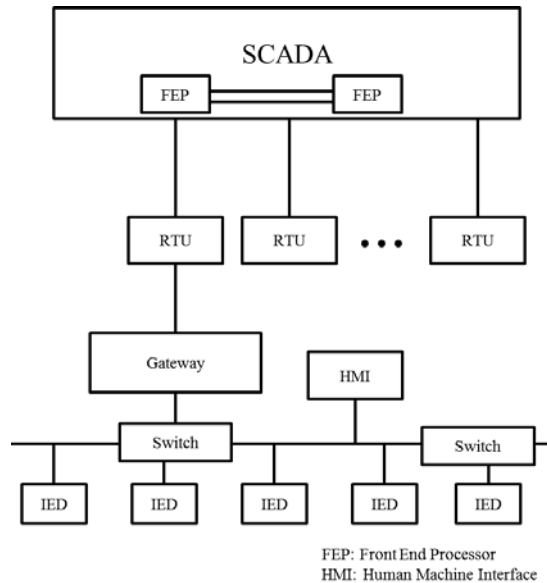 SCADA
FEP FEP
RTU RTU RTU
Gateway
HMI
Switch Switch
IED IED IED IED IED
FEP: Front End Processor
HMI: Human Machine Interface